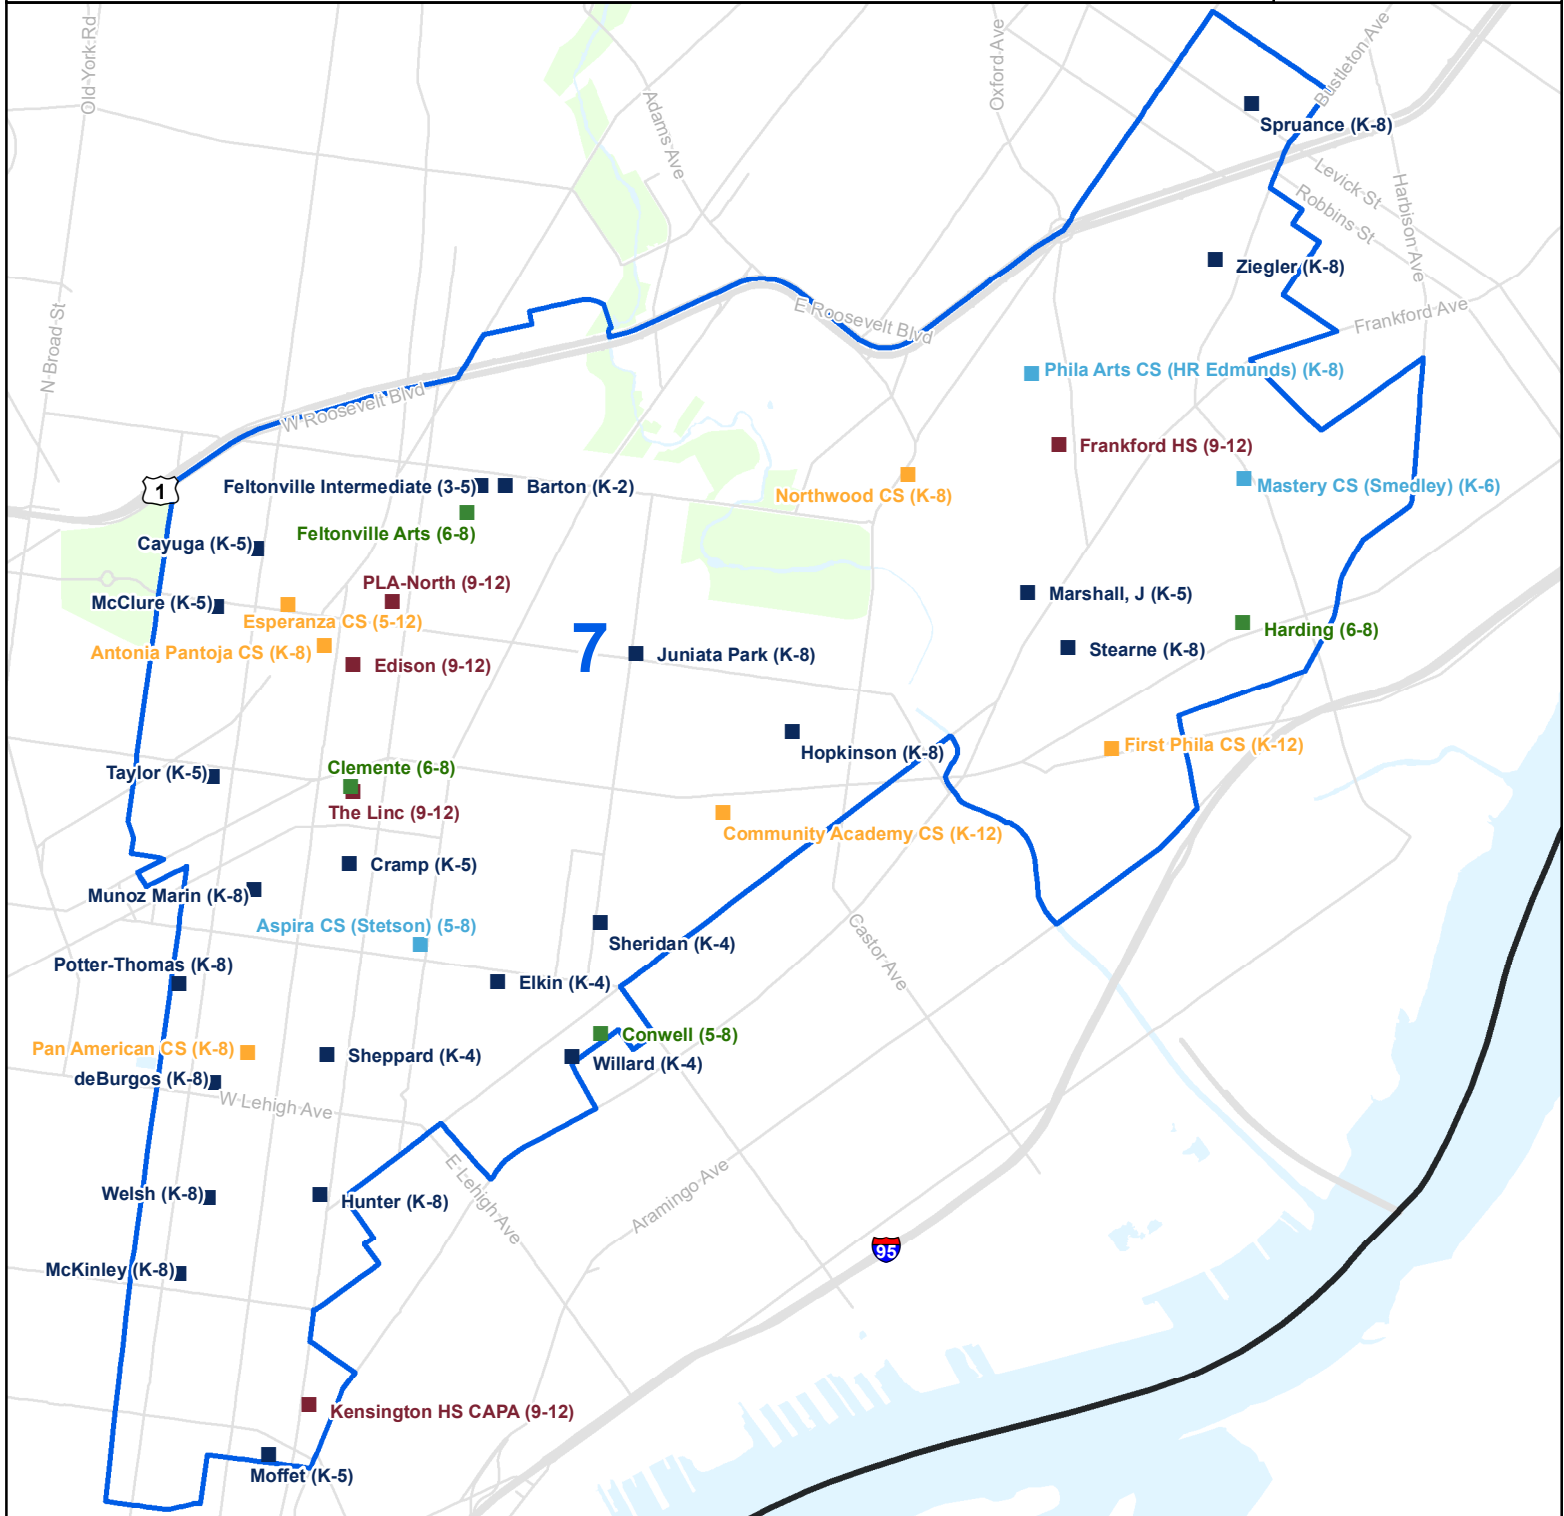 Old York Rd
Adams Ave
Oxford Ave
Bustleton Ave
Spruance (K-8)
Levick St
Robbins St
Harbison Ave
Ziegler (K-8)
N Broad St
E Roosevelt Blvd
Frankford Ave
Phila Arts CS (HR Edmunds) (K-8)
W Roosevelt Blvd
Frankford HS (9-12)
1
Feltonville Intermediate (3-5)
Barton (K-2)
Northwood CS (K-8)
Mastery CS (Smedley) (K-6)
Feltonville Arts (6-8)
Cayuga (K-5)
PLA-North (9-12)
McClure (K-5)
Esperanza CS (5-12)
Marshall, J (K-5)
Harding (6-8)
Antonia Pantoja CS (K-8)
7
Juniata Park (K-8)
Stearne (K-8)
Edison (9-12)
Hopkinson (K-8)
First Phila CS (K-12)
Taylor (K-5)
Clemente (6-8)
The Linc (9-12)
Community Academy CS (K-12)
Cramp (K-5)
Munoz Marin (K-8)
Aspira CS (Stetson) (5-8)
Sheridan (K-4)
Castor Ave
Potter-Thomas (K-8)
Elkin (K-4)
Conwell (5-8)
Pan American CS (K-8)
Sheppard (K-4)
Willard (K-4)
deBurgos (K-8)
W Lehigh Ave
E Lehigh Ave
Aramingo Ave
Welsh (K-8)
Hunter (K-8)
95
McKinley (K-8)
Kensington HS CAPA (9-12)
Moffet (K-5)